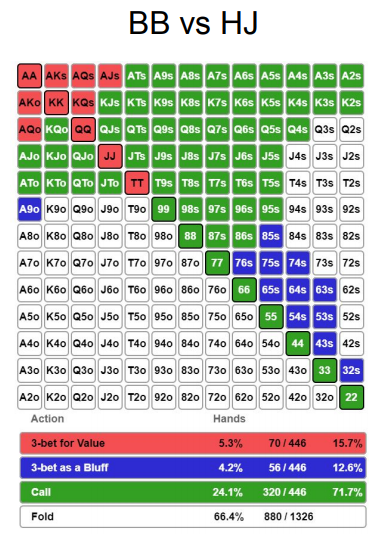 BB vs HJ
AA AKs AQs AJs ATs A9s A8s A7s A6s A5s A4s A3s A2s
AKo KK KQs KJs KTs K9s K8s K7s K6s K5s K4s K3s K2s
AQo KQo QQ QJs QTs Q9s Q8s Q7s Q6s Q5s Q4s Q3s Q2s
AJo KJo QJo JJ JTs J9s J8s J7s J6s J5s J4s J3s J2s
ATo KTo QTo JTo TT T9s T8s T7s T6s T5s T4s T3s T2s
A9o K9o Q9o J9o T9o 99 98s 97s 96s 95s 94s 93s 92s
A8o K8o Q8o J8o T8o 98o 88 87s 86s 85s 84s 83s 82s
A7o K7o Q7o J7o T7o 97o 87o 77 76s 75s 74s 73s 72s
A6o K6o Q6o J6o T6o 96o 86o 76o 66 65s 64s 63s 62s
A5o K5o Q5o J5o T5o 95o 85o 75o 65o 55 54s 53s 52s
A4o K4o Q4o J4o T4o 94o 84o 74o 64o 54o 44 43s 42s
A3o K3o Q3o J3o T3o 93o 83o 73o 63o 53o 43o 33 32s
A2o K2o Q2o J2o T2o 92o 82o 72o 62o 52o 42o 32o 22
Action Hands
3-bet for Value 5.3% 70 / 446 15.7%
3-bet as a Bluff 4.2% 56 / 446 12.6%
Call 24.1% 320 / 446 71.7%
Fold 66.4% 880 / 1326